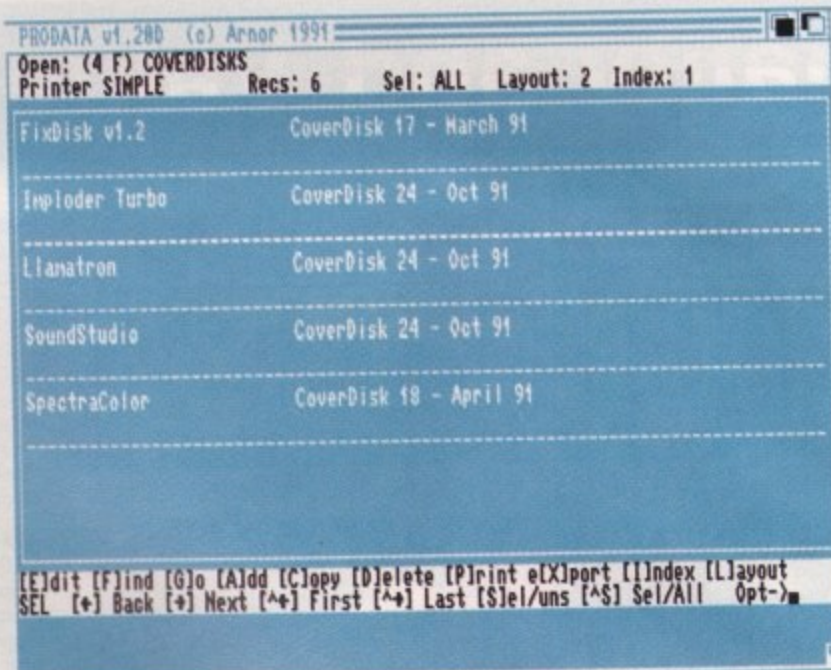 PRODATA v1.20D (c) Arnor 1991
Open: (4 F) COVERDISKS
Printer SIMPLE Recs: 6 Sel: ALL Layout: 2 Index: 1
FixDisk v1.2 CoverDisk 17 - March 91
Imploder Turbo CoverDisk 24 - Oct 91
Llamatron CoverDisk 24 - Oct 91
SoundStudio CoverDisk 24 - Oct 91
SpectraColor CoverDisk 18 - April 91
[E]dit [F]ind [G]o [A]dd [C]opy [D]elete [P]rint e[X]port [I]ndex [L]ayout
SEL [←] Back [→] Next [^←] First [^→] Last [S]el/uns [^S] Sel/All Opt->